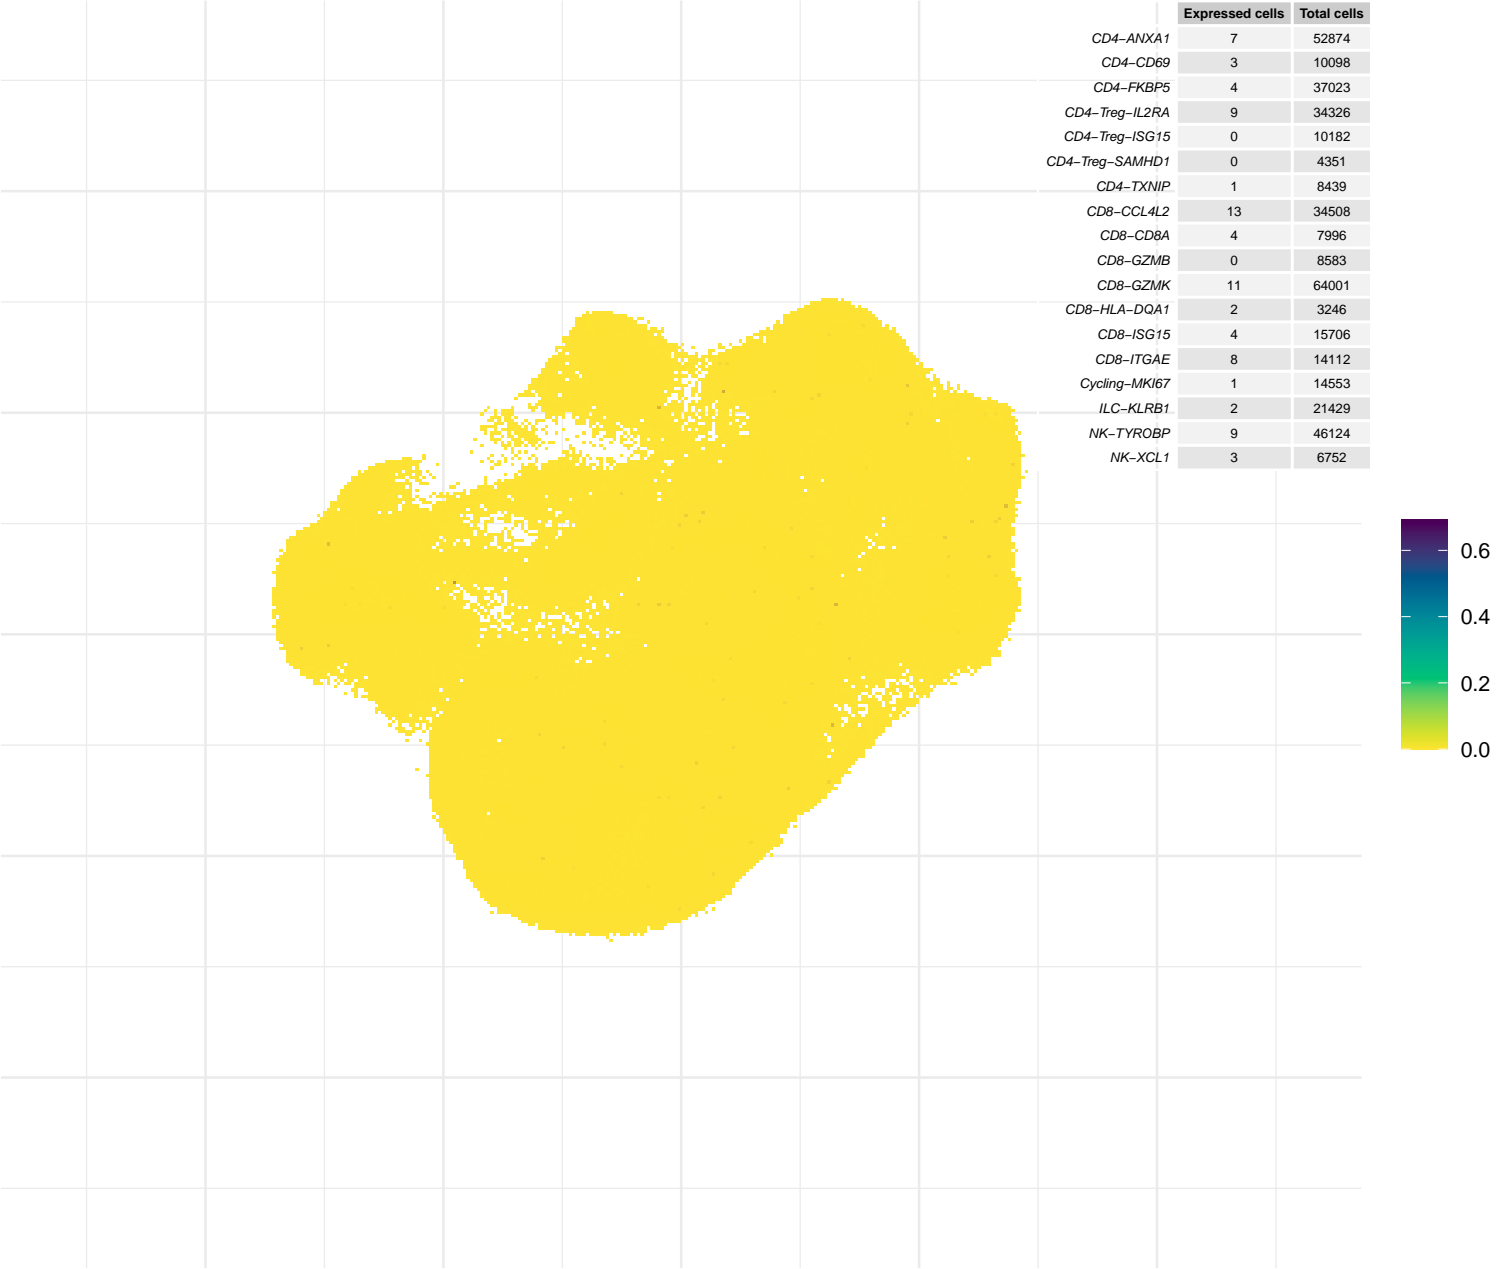 Expressed cells Total cells
CD4−ANXA1 7 52874
CD4−CD69 3 10098
CD4−FKBP5 4 37023
CD4−Treg−IL2RA 9 34326
CD4−Treg−ISG15 0 10182
CD4−Treg−SAMHD1 0 4351
CD4−TXNIP 1 8439
CD8−CCL4L2 13 34508
CD8−CD8A 4 7996
CD8−GZMB 0 8583
CD8−GZMK 11 64001
CD8−HLA−DQA1 2 3246
CD8−ISG15 4 15706
CD8−ITGAE 8 14112
Cycling−MKI67 1 14553
ILC−KLRB1 2 21429
NK−TYROBP 9 46124
NK−XCL1 3 6752
0.6
0.4
0.2
0.0